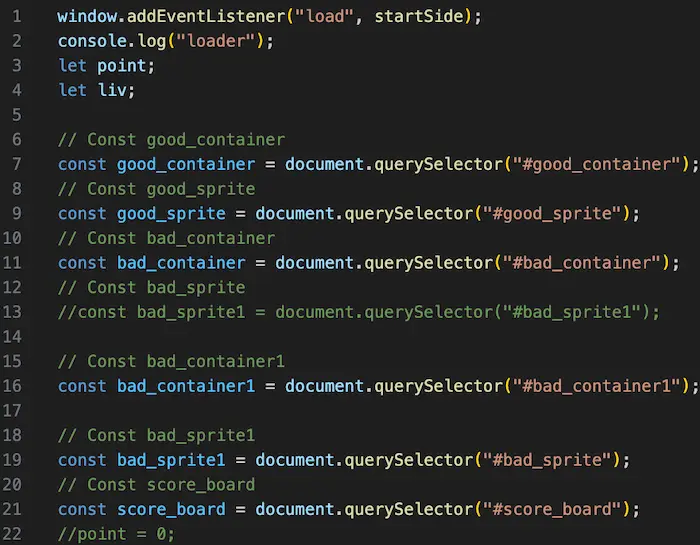 1 window.addEventListener("load", startSide);
2 console.log("loader");
3 let point;
4 let liv;
5
6 // Const good_container
7 const good_container = document.querySelector("#good_container");
8 // Const good_sprite
9 const good_sprite = document.querySelector("#good_sprite");
10 // Const bad_container
11 const bad_container = document.querySelector("#bad_container");
12 // Const bad_sprite
13 //const bad_sprite1 = document.querySelector("#bad_sprite1");
14
15 // Const bad_container1
16 const bad_container1 = document.querySelector("#bad_container1");
17
18 // Const bad_sprite1
19 const bad_sprite1 = document.querySelector("#bad_sprite");
20 // Const score_board
21 const score_board = document.querySelector("#score_board");
22 //point = 0;